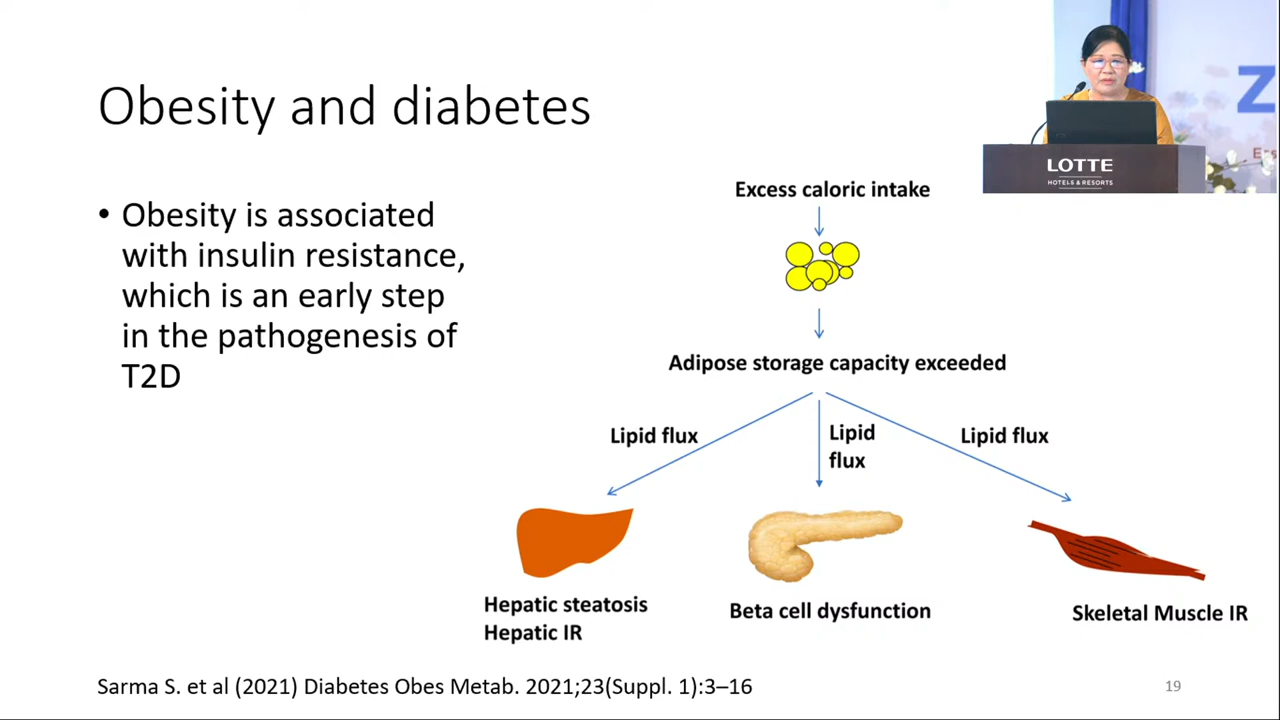 Obesity and diabetes
• Obesity is associated
with insulin resistance,
which is an early step
in the pathogenesis of
T2D
Excess caloric intake
Adipose storage capacity exceeded
Lipid flux
Lipid
flux
Lipid flux
Hepatic steatosis
Hepatic IR
Beta cell dysfunction
Skeletal Muscle IR
Sarma S. et al (2021) Diabetes Obes Metab. 2021;23(Suppl. 1):3–16
19
LOTTE
HOTELS & RESORTS
Z